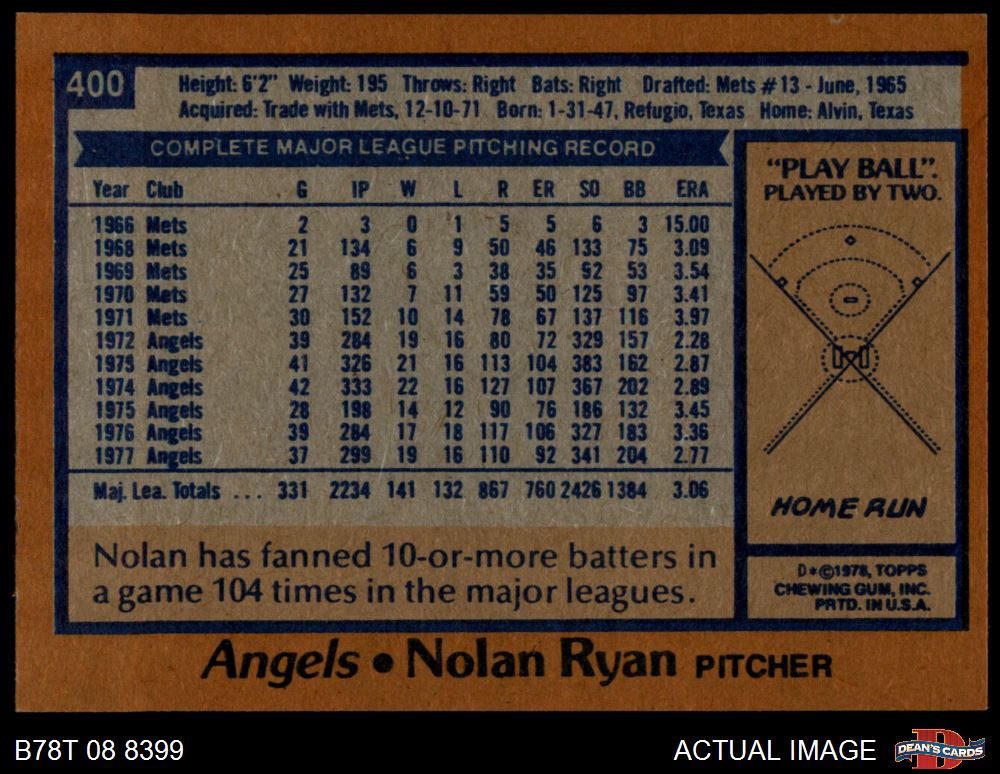 400
Height: 6'2" Weight: 195 Throws: Right Bats: Right Drafted: Mets #13 - June, 1965
Acquired: Trade with Mets, 12-10-71 Born: 1-31-47, Refugio, Texas Home: Alvin, Texas
COMPLETE MAJOR LEAGUE PITCHING RECORD
Year Club G IP W L R ER SO BB ERA
1966 Mets 2 3 0 1 5 5 6 3 15.00
1968 Mets 21 134 6 9 50 46 133 75 3.09
1969 Mets 25 89 6 3 38 35 92 53 3.54
1970 Mets 27 132 7 11 59 50 125 97 3.41
1971 Mets 30 152 10 14 78 67 137 116 3.97
1972 Angels 39 284 19 16 80 72 329 157 2.28
1973 Angels 41 326 21 16 113 104 383 162 2.87
1974 Angels 42 333 22 16 127 107 367 202 2.89
1975 Angels 28 198 14 12 90 76 186 132 3.45
1976 Angels 39 284 17 18 117 106 327 183 3.36
1977 Angels 37 299 19 16 110 92 341 204 2.77
Maj. Lea. Totals ... 331 2234 141 132 867 760 2426 1384 3.06
Nolan has fanned 10-or-more batters in
a game 104 times in the major leagues.
"PLAY BALL".
PLAYED BY TWO.
HOME RUN
D*©1978, TOPPS
CHEWING GUM, INC.
PRTD. IN U.S.A.
Angels • Nolan Ryan PITCHER
B78T 08 8399
ACTUAL IMAGE
D
DEAN'S CARDS